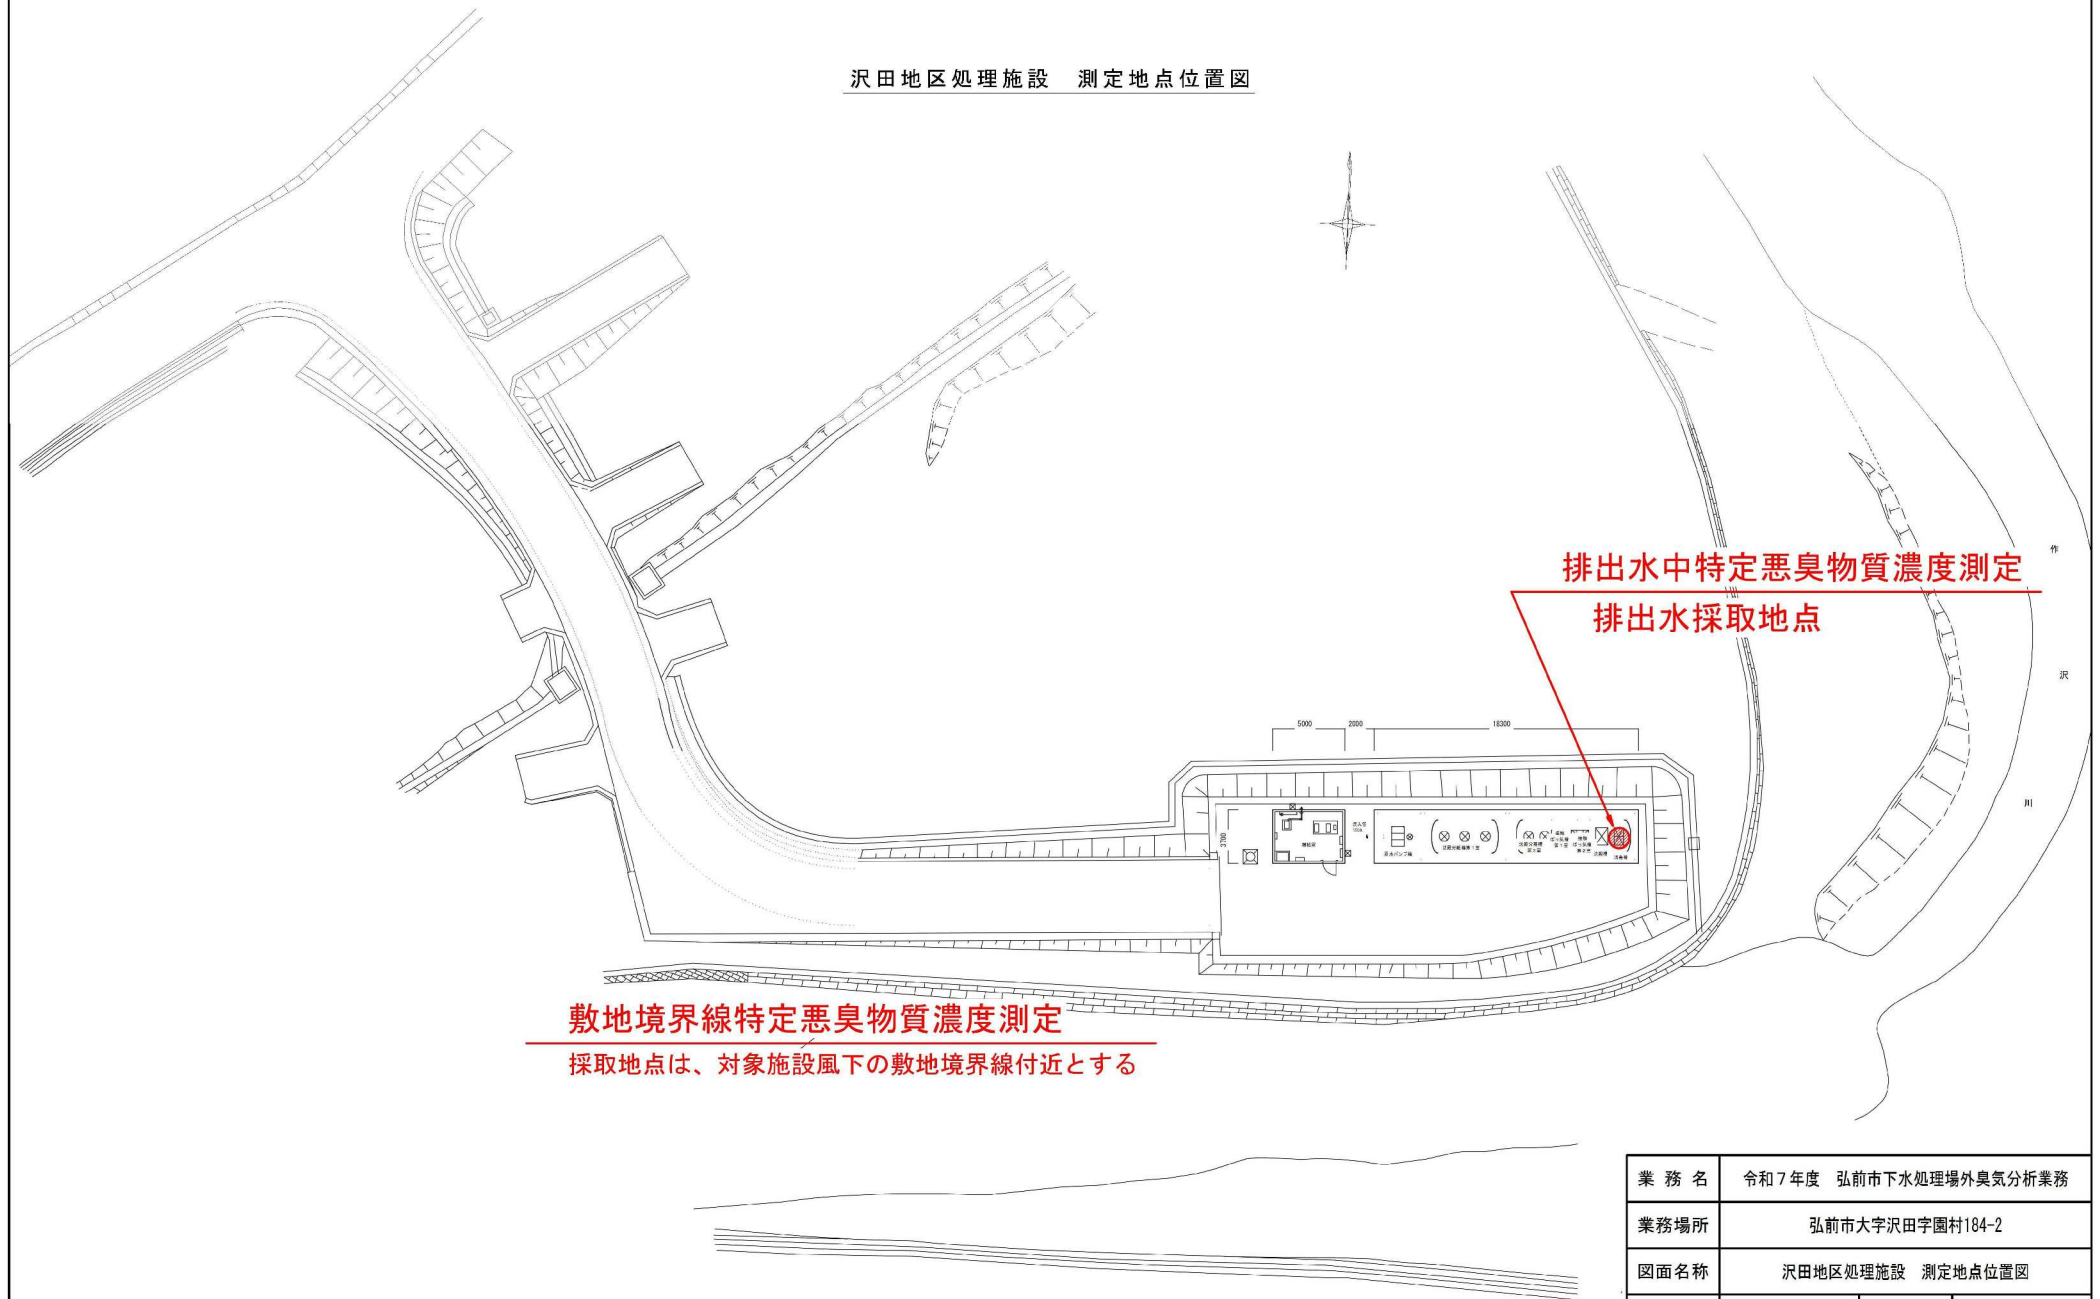 沢田地区処理施設　測定地点位置図
排出水中特定悪臭物質濃度測定
排出水採取地点
作
沢
川
5000
2000
18300
3700
敷地境界線特定悪臭物質濃度測定
採取地点は、対象施設風下の敷地境界線付近とする
業務名 令和７年度　弘前市下水処理場外臭気分析業務
業務場所 弘前市大字沢田字園村184-2
図面名称 沢田地区処理施設　測定地点位置図